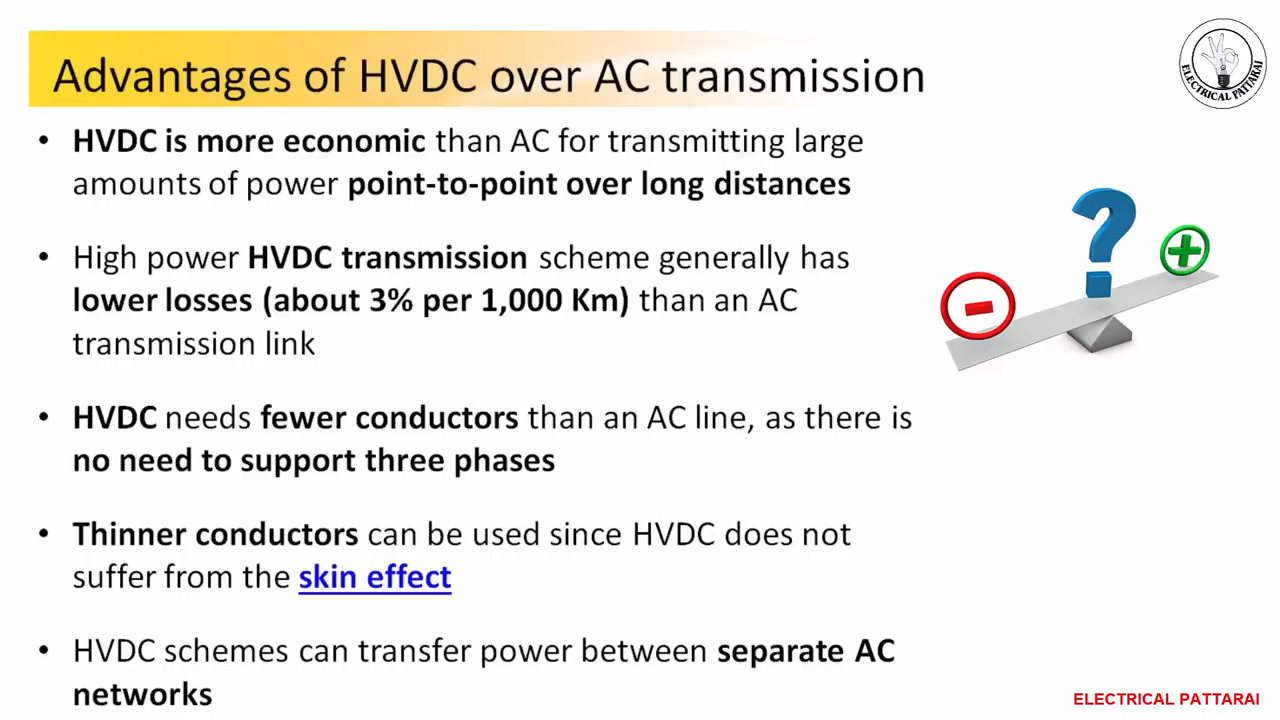 Advantages of HVDC over AC transmission
ELECTRICAL PATTARAI
• HVDC is more economic than AC for transmitting large
amounts of power point-to-point over long distances
• High power HVDC transmission scheme generally has
lower losses (about 3% per 1,000 Km) than an AC
transmission link
• HVDC needs fewer conductors than an AC line, as there is
no need to support three phases
• Thinner conductors can be used since HVDC does not
suffer from the skin effect
• HVDC schemes can transfer power between separate AC
networks
?
-
+
ELECTRICAL PATTARAI